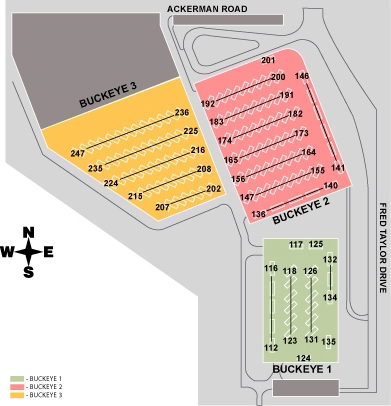 ACKERMAN ROAD
201
200
146
BUCKEYE 3
192
191
236
183
182
225
174
173
247
216
165
164
235
208
156
155
141
224
202
147
140
215
207
136
BUCKEYE 2
FRED TAYLOR DRIVE
N
W E
S
117 125
132
116 118 126
134
112 123 131 135
124
BUCKEYE 1
- BUCKEYE 1
- BUCKEYE 2
- BUCKEYE 3